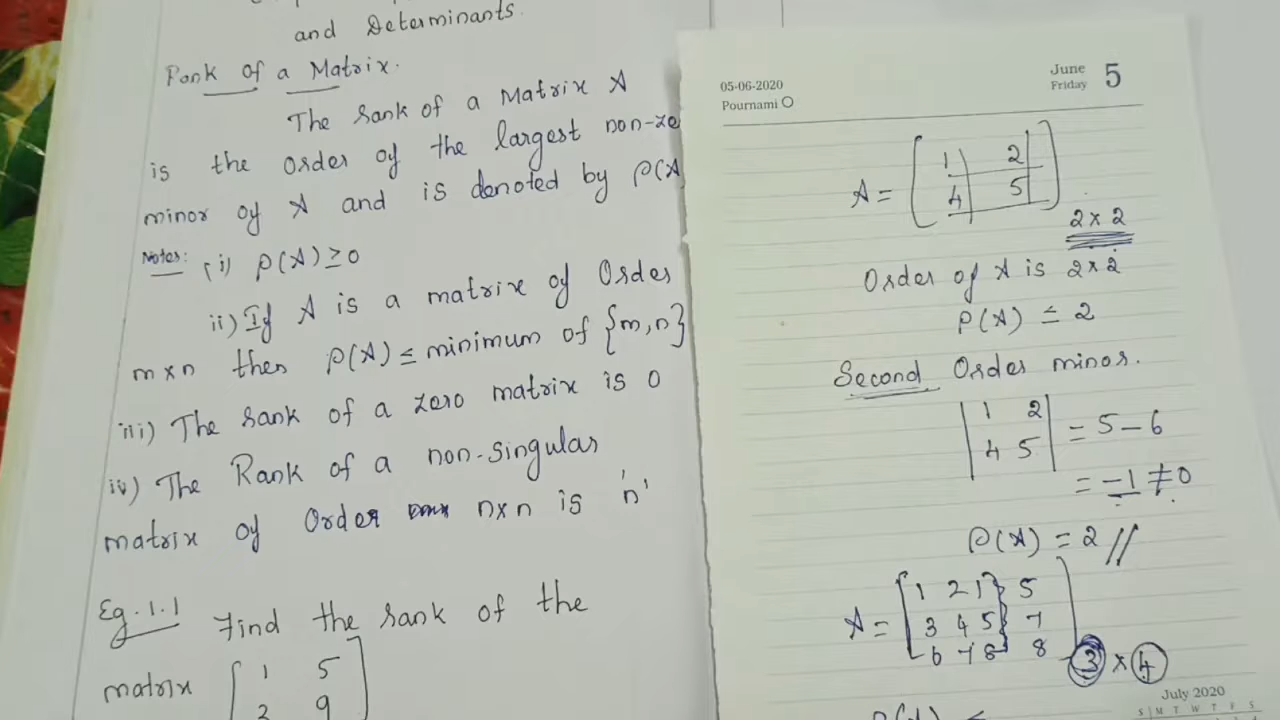 and Determinants.
Rank of a Matrix.
The rank of a Matrix A
is the order of the largest non-ze
minor of A and is denoted by ρ(A
Notes: (i) ρ(A) ≥ 0
ii) If A is a matrix of Order
m×n then ρ(A) ≤ minimum of {m,n}
iii) The rank of a zero matrix is 0
iv) The Rank of a non-singular
matrix of Order n×n is 'n'
Eg.1.1 Find the rank of the
matrix [1 5
2 9
05-06-2020
Pournami O
June
Friday 5
A = [1 2
4 5]
2×2
Order of A is 2×2
ρ(A) ≤ 2
Second Order minor.
|1 2
4 5| = 5-6
= -1 ≠ 0
ρ(A) = 2 //
A = [1 2 1 5
3 4 5 7
6 7 8 8] 3 × 4
ρ(A) ≤
July 2020
S M T W T F S